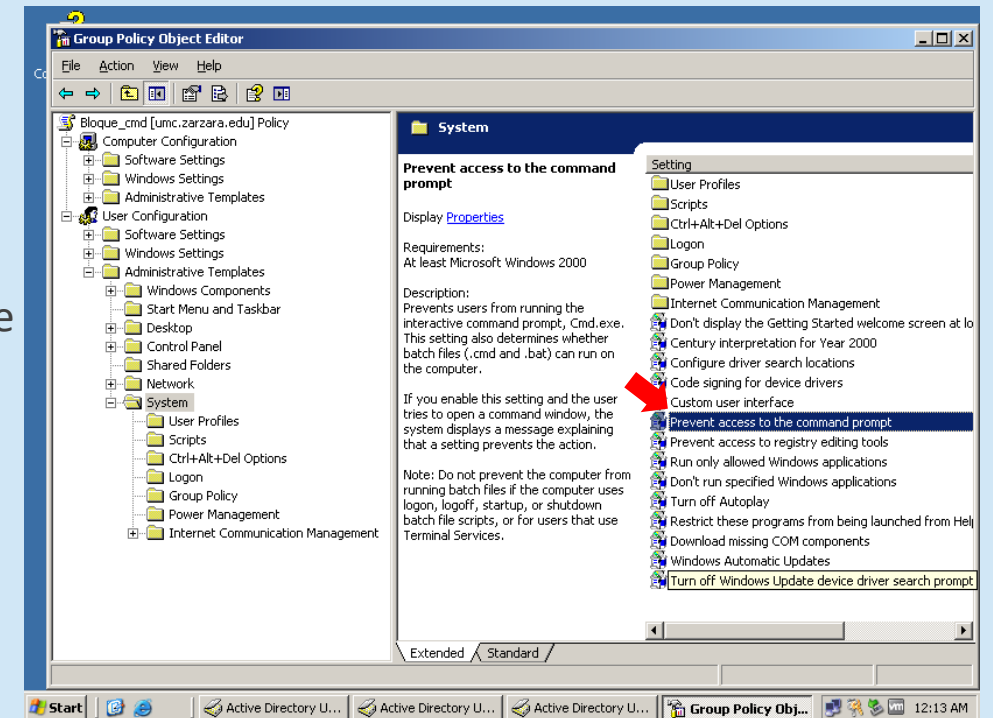 Group Policy Object Editor
File Action View Help
Bloque_cmd [umc.zarzara.edu] Policy
Computer Configuration
Software Settings
Windows Settings
Administrative Templates
User Configuration
Software Settings
Windows Settings
Administrative Templates
Windows Components
Start Menu and Taskbar
Desktop
Control Panel
Shared Folders
Network
System
User Profiles
Scripts
Ctrl+Alt+Del Options
Logon
Group Policy
Power Management
Internet Communication Management
System
Prevent access to the command
prompt
Display Properties
Requirements:
At least Microsoft Windows 2000
Description:
Prevents users from running the
interactive command prompt, Cmd.exe.
This setting also determines whether
batch files (.cmd and .bat) can run on
the computer.
If you enable this setting and the user
tries to open a command window, the
system displays a message explaining
that a setting prevents the action.
Note: Do not prevent the computer from
running batch files if the computer uses
logon, logoff, startup, or shutdown
batch file scripts, or for users that use
Terminal Services.
Setting
User Profiles
Scripts
Ctrl+Alt+Del Options
Logon
Group Policy
Power Management
Internet Communication Management
Don't display the Getting Started welcome screen at lo
Century interpretation for Year 2000
Configure driver search locations
Code signing for device drivers
Custom user interface
Prevent access to the command prompt
Prevent access to registry editing tools
Run only allowed Windows applications
Don't run specified Windows applications
Turn off Autoplay
Restrict these programs from being launched from Help
Download missing COM components
Windows Automatic Updates
Turn off Windows Update device driver search prompt
Extended Standard
Start Active Directory U... Active Directory U... Active Directory U... Group Policy Obj... 12:13 AM